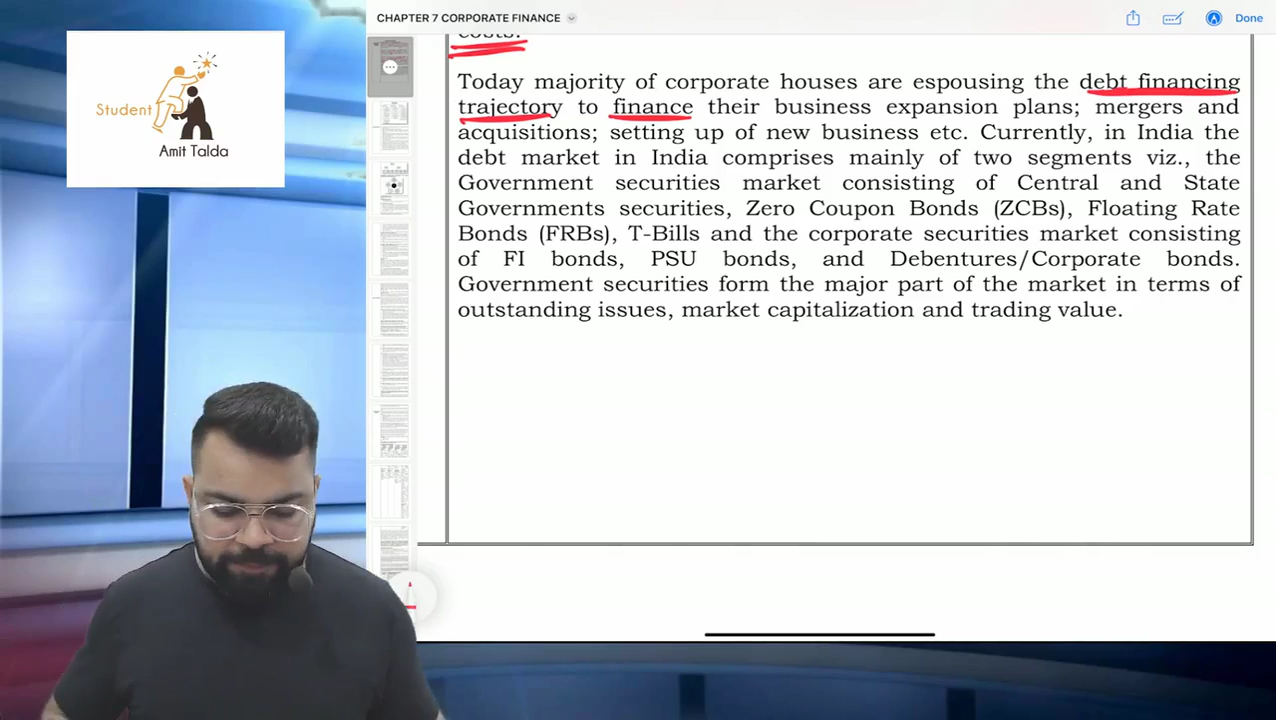 CHAPTER 7 CORPORATE FINANCE
Done
Student
Amit Talda
costs.
Today majority of corporate houses are espousing the debt financing
trajectory to finance their business expansion plans; mergers and
acquisitions; setting up of new business etc. Currently, in India the
debt market in India comprises mainly of two segments viz., the
Government securities market consisting of Central and State
Governments securities, Zero Coupon Bonds (ZCBs), Floating Rate
Bonds (FRBs), T-Bills and the corporate securities market consisting
of FI bonds, PSU bonds, and Debentures/Corporate bonds.
Government securities form the major part of the market in terms of
outstanding issues, market capitalization and trading value.